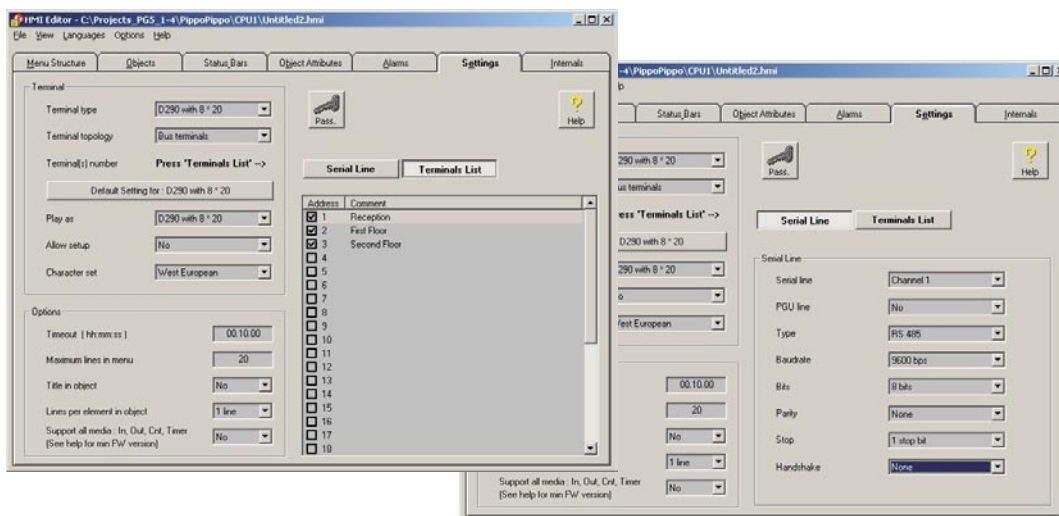 HMI Editor - C:\Projects_PG5_1-4\PippoPippo\CPU1\Untitled2.hmi
File View Languages Options Help
Menu Structure Objects Status_Bars Object Attributes Alarms Settings Internals
Terminal
Terminal type D290 with 8 * 20
Terminal topology Bus terminals
Terminal(s) number Press 'Terminals List' -->
Default Setting for : D290 with 8 * 20
Play as D290 with 8 * 20
Allow setup No
Character set West European
Options
Timeout ( hh:mm:ss ) 00.10.00
Maximum lines in menu 20
Title in object No
Lines per element in object 1 line
Support all media : In, Out, Cnt, Timer
(See help for min FW version) No
Pass. Help
Serial Line Terminals List
Address Comment
1 Reception
2 First Floor
3 Second Floor
4
5
6
7
8
9
10
11
12
13
14
15
16
17
18
-4\PippoPippo\CPU1\Untitled2.hmi
Status_Bars Object Attributes Alarms Settings Internals
290 with 8 * 20
us terminals
ess 'Terminals List' -->
D290 with 8 * 20
290 with 8 * 20
o
West European
00.10.00
20
No
1 line
Support all media : In, Out, Cnt, Timer
(See help for min FW version) No
Pass. Help
Serial Line Terminals List
Serial Line
Serial line Channel 1
PGU line No
Type RS 485
Baudrate 9600 bps
Bits 8 bits
Parity None
Stop 1 stop bit
Handshake None